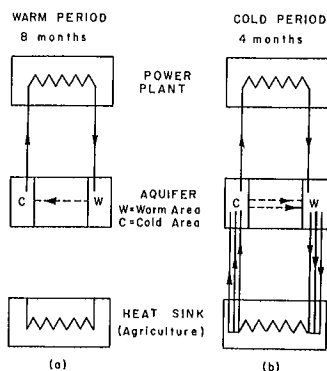 WARM PERIOD
8 months
COLD PERIOD
4 months
POWER
PLANT
C
W
AQUIFER
W=Warm Area
C=Cold Area
C
W
HEAT SINK
(Agriculture)
(a)
(b)